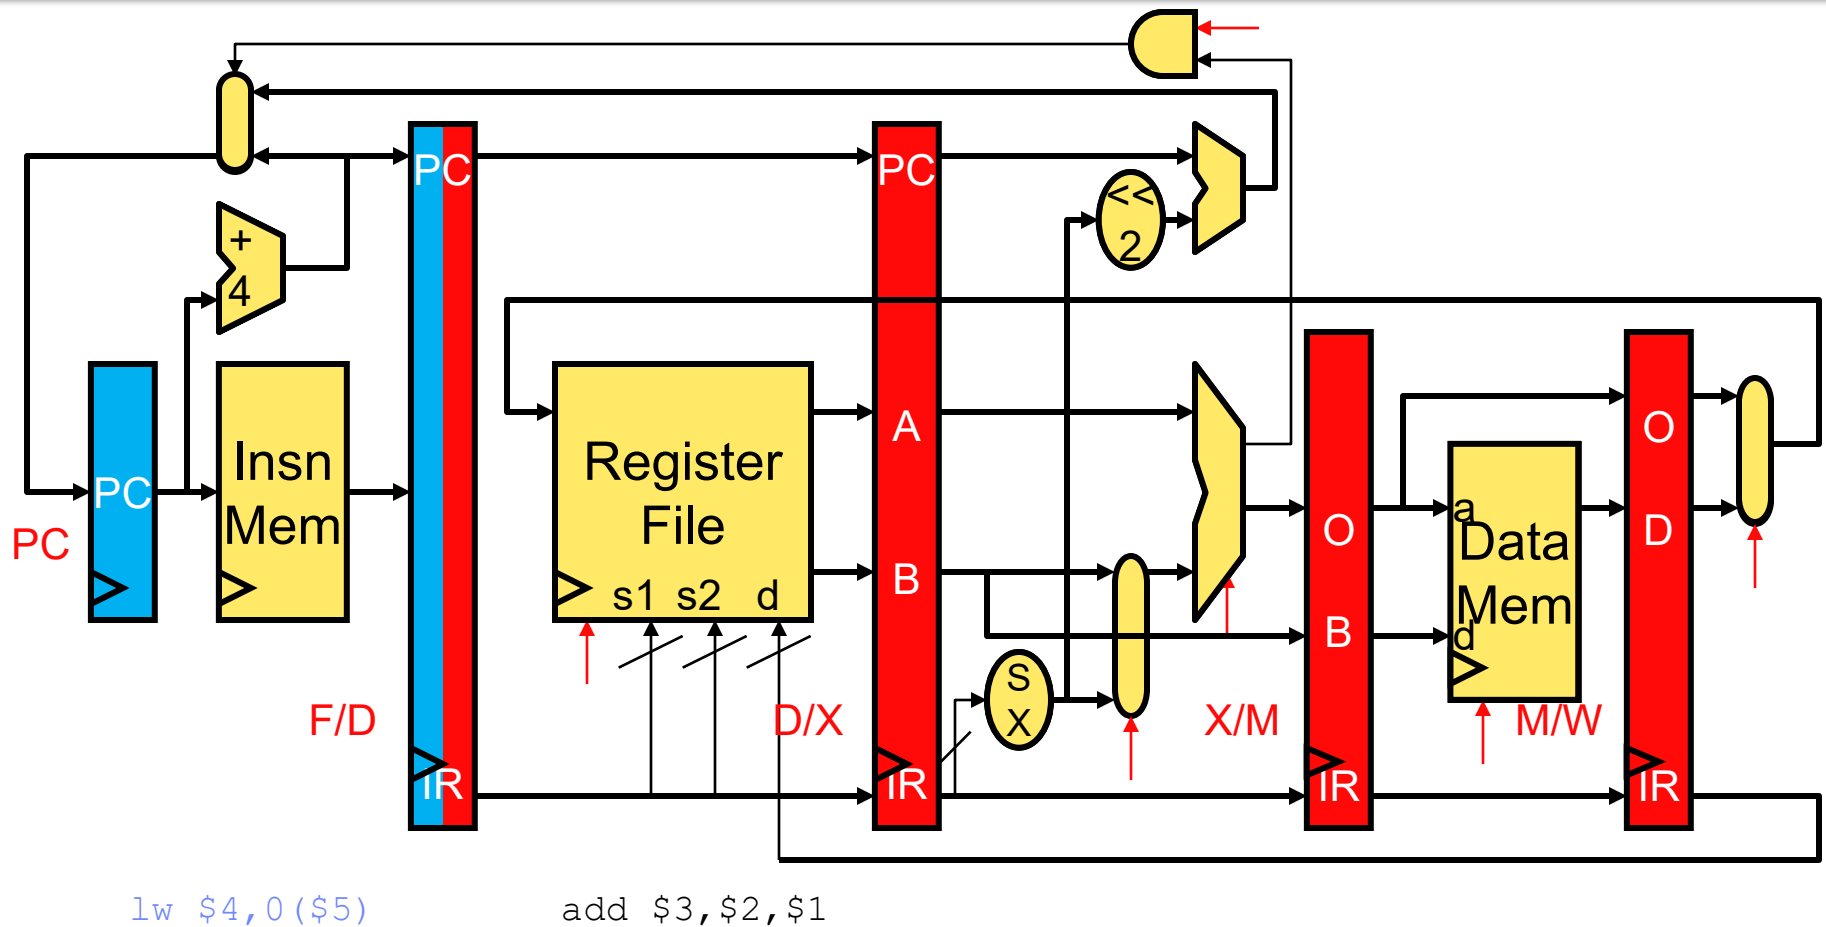 PC
PC
<<
2
+
4
PC
Insn
Mem
Register
File
s1 s2 d
A
B
O
B
a
Data
Mem
d
O
D
PC
S
X
F/D
D/X
X/M
M/W
IR
IR
IR
IR
lw $4,0($5)
add $3,$2,$1